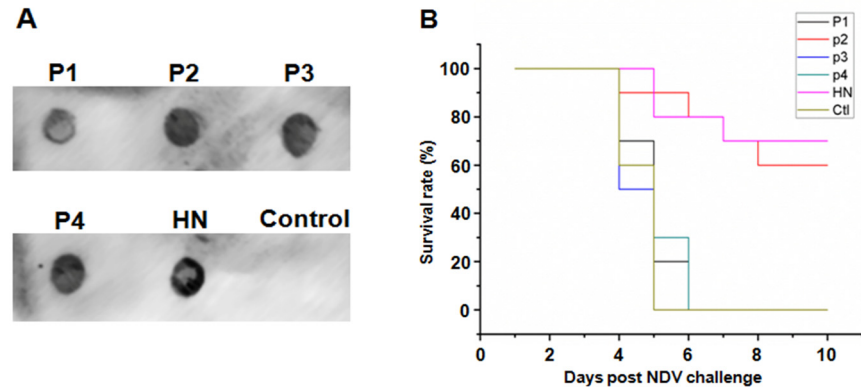 A
P1 P2 P3
P4 HN Control
B
P1
p2
p3
p4
HN
Ctl
100
80
60
40
20
0
Survival rate (%)
0 2 4 6 8 10
Days post NDV challenge